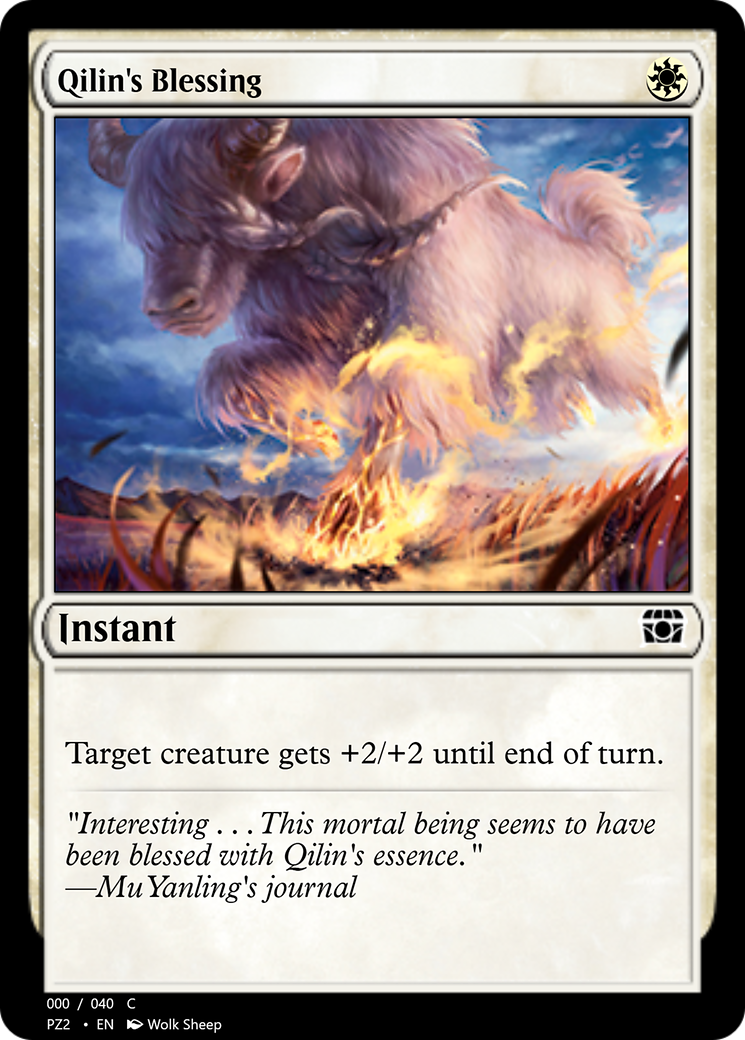 Qilin's Blessing
Instant
Target creature gets +2/+2 until end of turn.
"Interesting . . . This mortal being seems to have
been blessed with Qilin's essence."
—Mu Yanling's journal
000 / 040 C
PZ2 • EN Wolk Sheep